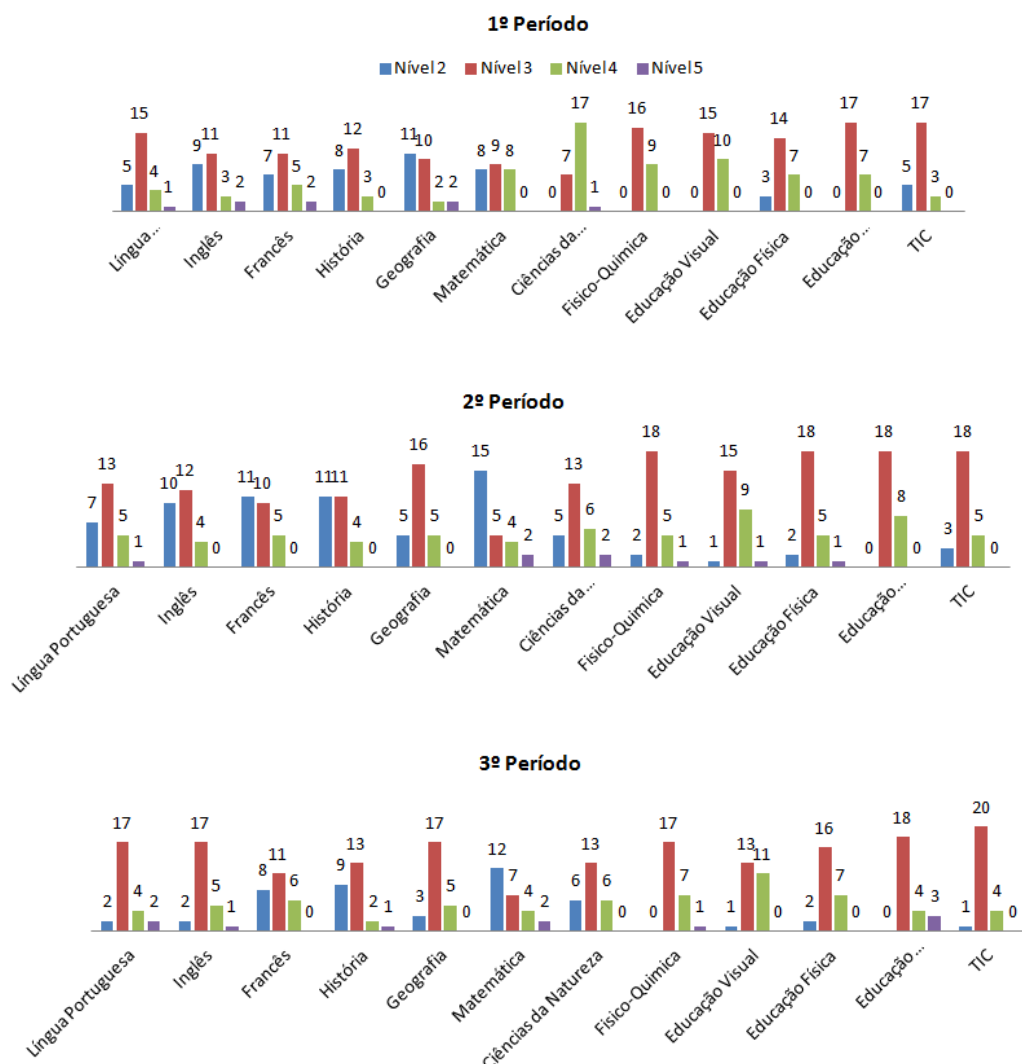 1º Período
Nível 2 Nível 3 Nível 4 Nível 5
5 15 4 1 9 11 3 2 7 11 5 2 8 12 3 0 11 10 2 2 8 9 8 0 0 7 17 1 0 16 9 0 0 15 10 0 3 14 7 0 0 17 7 0 5 17 3 0
Língua... Inglês Francês História Geografia Matemática Ciências da... Fisico-Quimica Educação Visual Educação Física Educação... TIC
2º Período
7 13 5 1 10 12 4 0 11 10 5 0 11 11 4 0 5 16 5 0 15 5 4 2 5 13 6 2 2 18 5 1 1 15 9 1 2 18 5 1 0 18 8 0 3 18 5 0
Língua Portuguesa Inglês Francês História Geografia Matemática Ciências da... Fisico-Quimica Educação Visual Educação Física Educação... TIC
3º Período
2 17 4 2 2 17 5 1 8 11 6 0 9 13 2 1 3 17 5 0 12 7 4 2 6 13 6 0 0 17 7 1 1 13 11 0 2 16 7 0 0 18 4 3 1 20 4 0
Língua Portuguesa Inglês Francês História Geografia Matemática Ciências da Natureza Fisico-Quimica Educação Visual Educação Física Educação... TIC